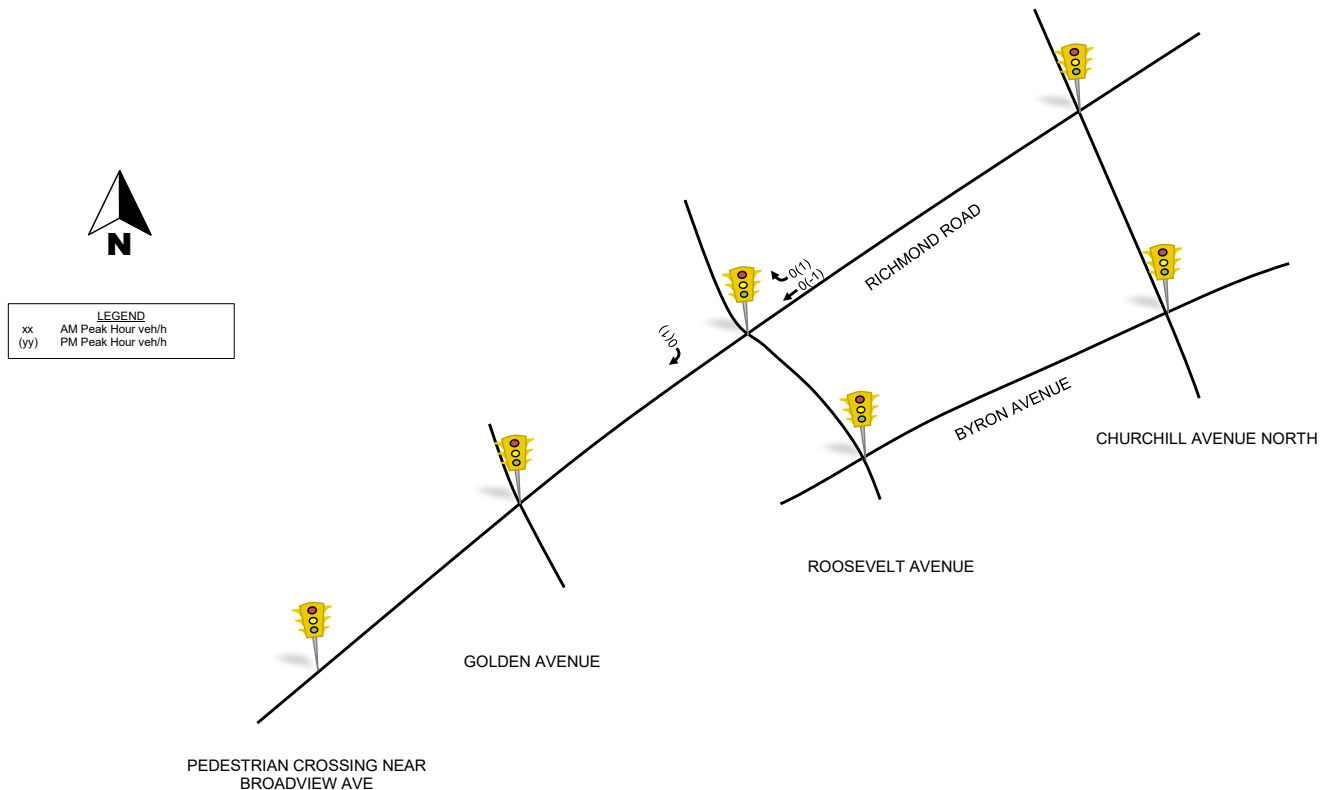 0(1)
0(-1)
RICHMOND ROAD
0(1)
N
LEGEND
xx AM Peak Hour veh/h
(yy) PM Peak Hour veh/h
BYRON AVENUE
CHURCHILL AVENUE NORTH
ROOSEVELT AVENUE
GOLDEN AVENUE
PEDESTRIAN CROSSING NEAR
BROADVIEW AVE